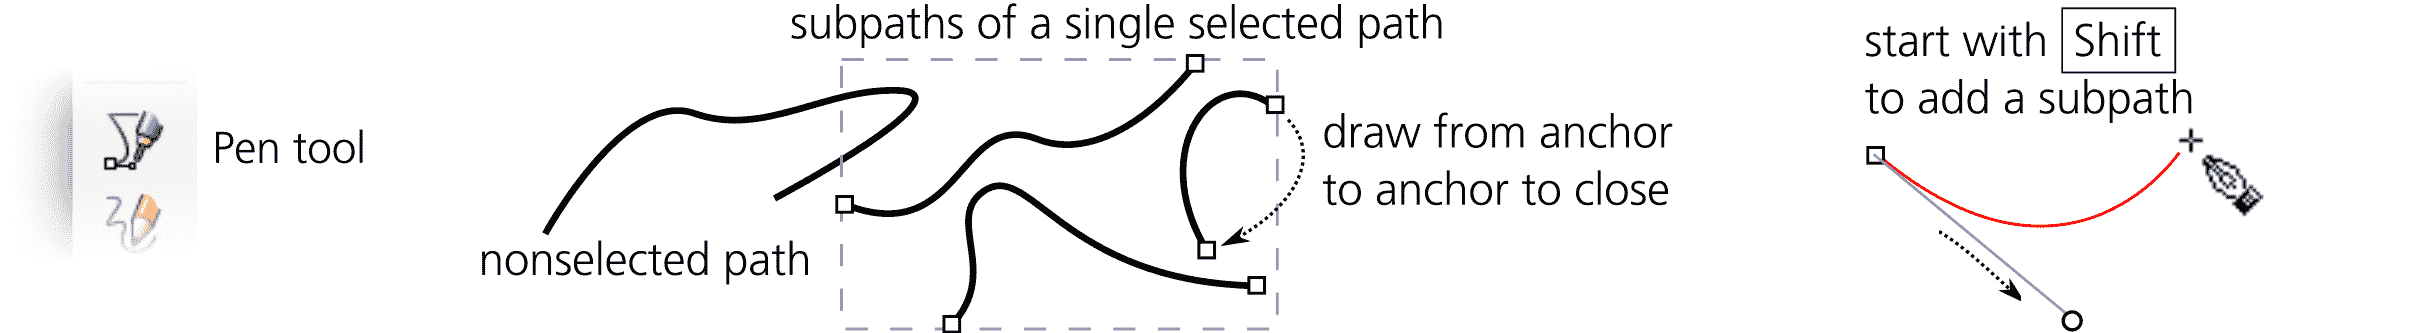 Pen tool
subpaths of a single selected path
nonselected path
draw from anchor
to anchor to close
start with Shift
to add a subpath